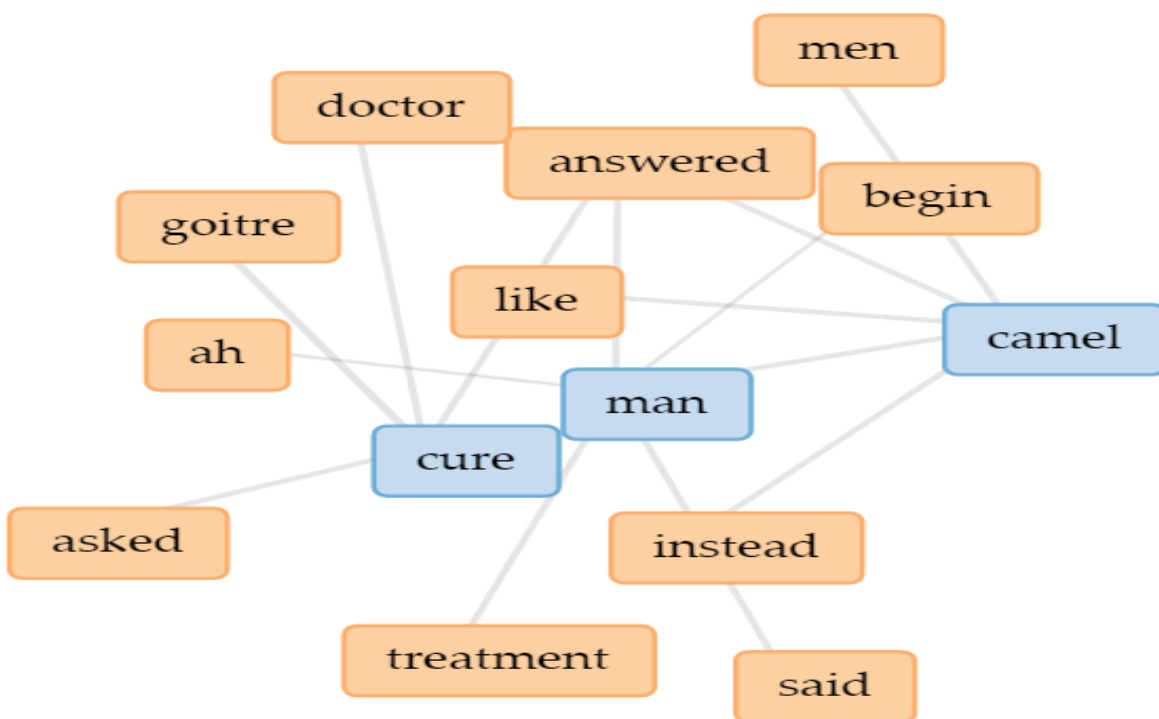 men
doctor
answered
begin
goitre
like
camel
ah
man
cure
asked
instead
treatment
said